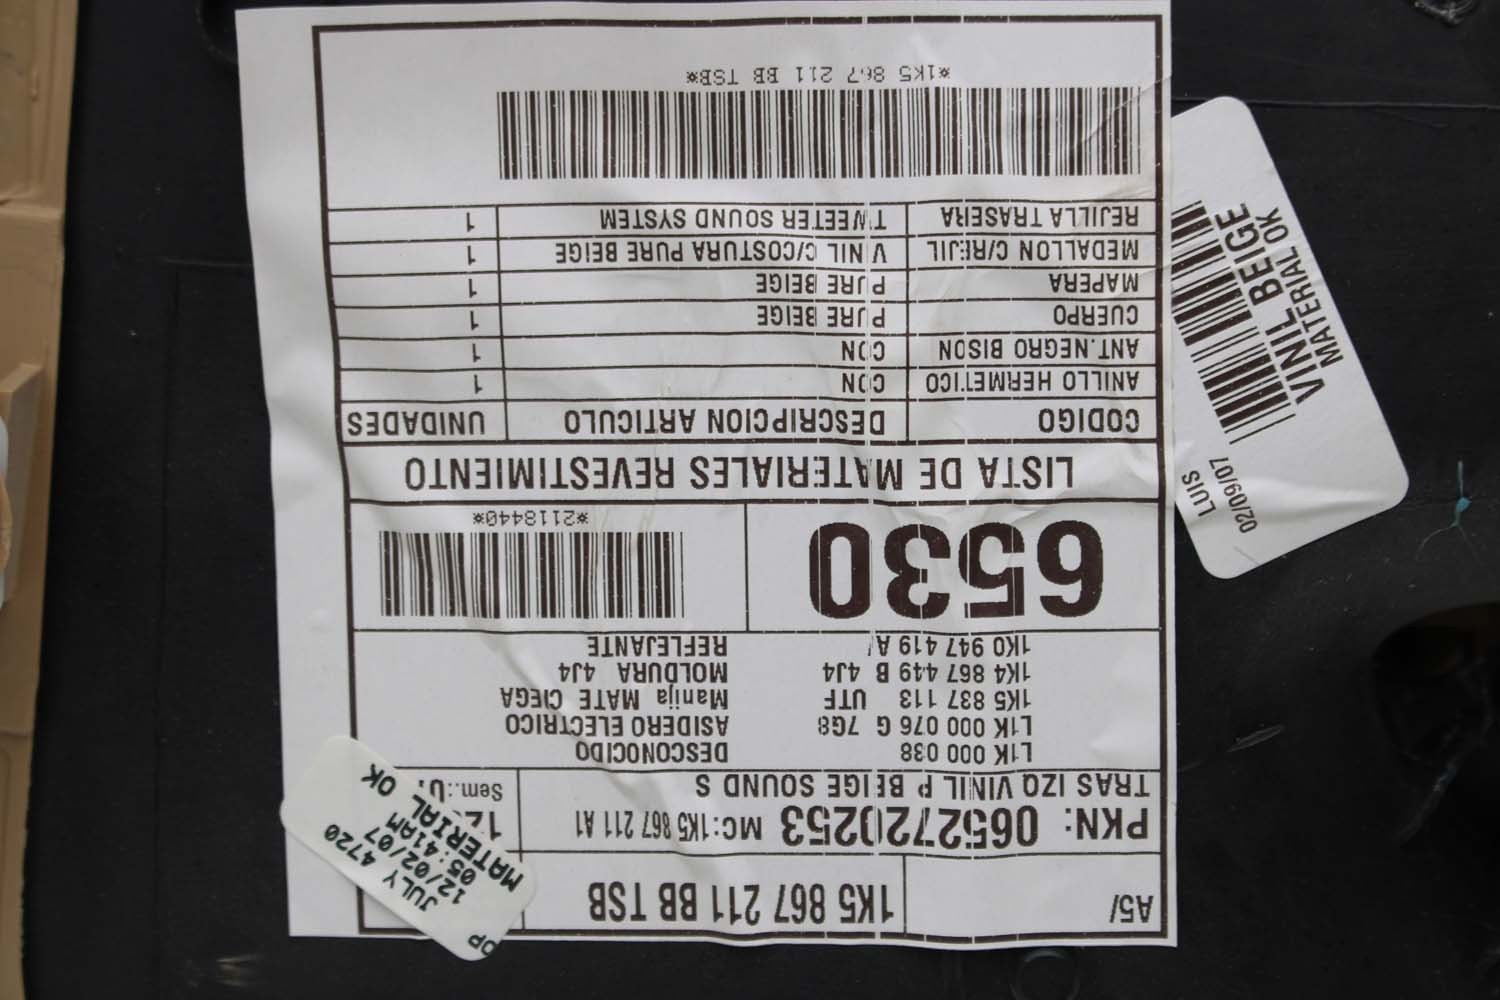 A5/ 1K5 867 211 BB TSB
PKN: 0652720253 MC:1K5 867 211 A1
TRAS IZQ VINIL P BEIGE SOUND S
Sem.:
L1K 000 038 DESCONOCIDO
L1K 000 076 G 7G8 ASIDERO ELECTRICO
1K5 837 113 UTF Manija MATE CIEGA
1K4 867 449 B 4J4 MOLDURA 4J4
1K0 947 419 A REFLEJANTE
6530
*2118440*
LISTA DE MATERIALES REVESTIMIENTO
CODIGO DESCRIPCION ARTICULO UNIDADES
ANILLO HERMETICO CON 1
ANT.NEGRO BISON CON 1
CUERPO PURE BEIGE 1
MAPERA PURE BEIGE 1
MEDALLON C/REJIL VINIL C/COSTURA PURE BEIGE 1
REJILLA TRASERA TWEETER SOUND SYSTEM 1
*1K5 867 211 BB TSB*
OP
JULY 4720
12/02/07
05:41AM
MATERIAL OK
LUIS
02/09/07
VINL BEIGE
MATERIAL OK